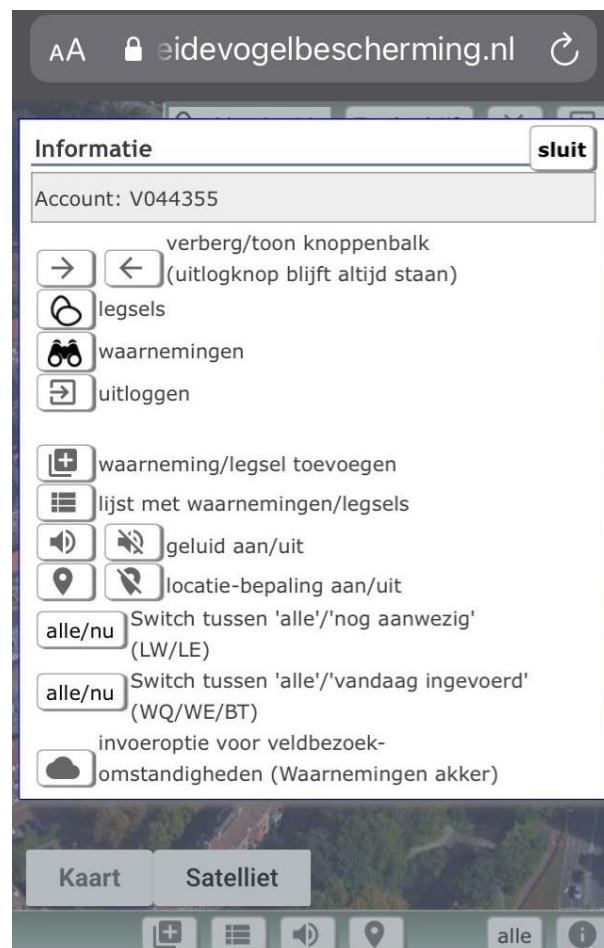 AA eidevogelbescherming.nl
Informatie
sluit
Account: V044355
verberg/toon knoppenbalk
(uitlogknop blijft altijd staan)
legsels
waarnemingen
uitloggen
waarneming/legsel toevoegen
lijst met waarnemingen/legsels
geluid aan/uit
locatie-bepaling aan/uit
alle/nu Switch tussen 'alle'/'nog aanwezig'
(LW/LE)
alle/nu Switch tussen 'alle'/'vandaag ingevoerd'
(WQ/WE/BT)
invoeroptie voor veldbezoek-
omstandigheden (Waarnemingen akker)
Kaart Satelliet
alle